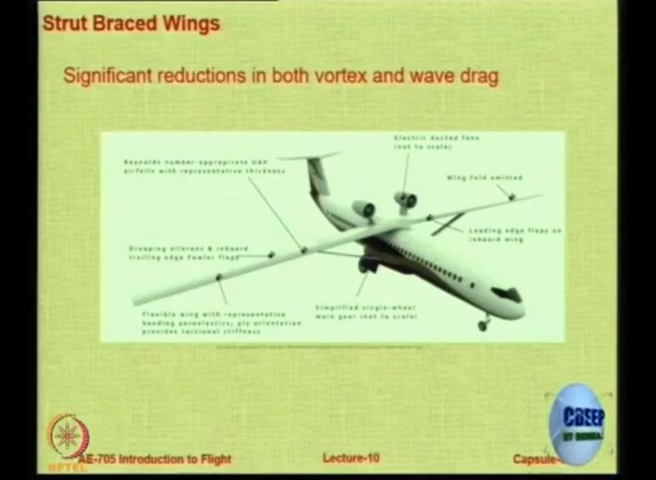 Strut Braced Wings
Significant reductions in both vortex and wave drag
Electric ducted fans
(not to scale)
Reynolds number-appropriate UAV
airfoils with representative thickness
Wing fold omitted
Leading edge flaps on
inboard wing
Drooping ailerons & inboard
trailing edge Fowler flaps
Flexible wing with representative
bending aeroelastics; ply orientation
provides torsional stiffness
Simplified single-wheel
main gear (not to scale)
CDEEP
IIT BOMBAY
NPTEL
AE-705 Introduction to Flight
Lecture-10
Capsule-